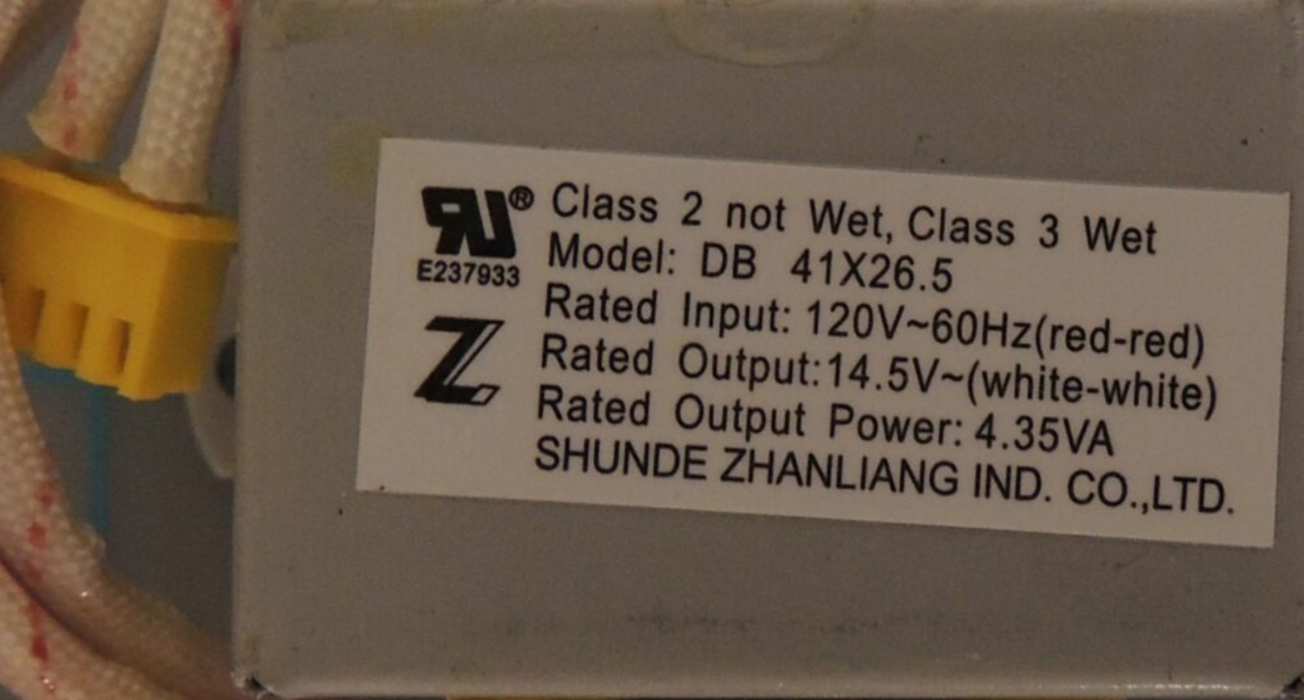 RU® Class 2 not Wet, Class 3 Wet
E237933 Model: DB 41X26.5
Rated Input: 120V~60Hz(red-red)
Z Rated Output:14.5V~(white-white)
Rated Output Power: 4.35VA
SHUNDE ZHANLIANG IND. CO.,LTD.